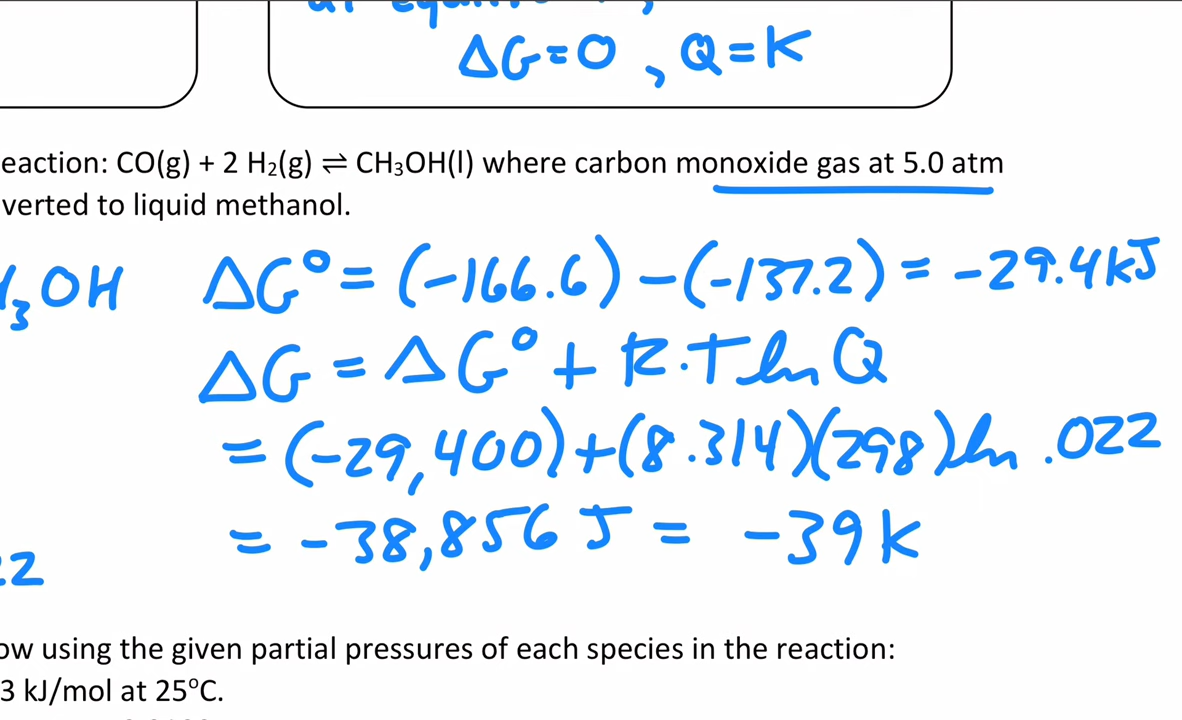 ΔG=0 , Q=K
eaction: CO(g) + 2 H₂(g) ⇌ CH₃OH(l) where carbon monoxide gas at 5.0 atm
verted to liquid methanol.
₃OH ΔG° = (-166.6) - (-137.2) = -29.4kJ
ΔG = ΔG° + R·T ln Q
= (-29,400)+(8.314)(298)ln .022
= -38,856 J = -39 k
22
ow using the given partial pressures of each species in the reaction:
3 kJ/mol at 25°C.